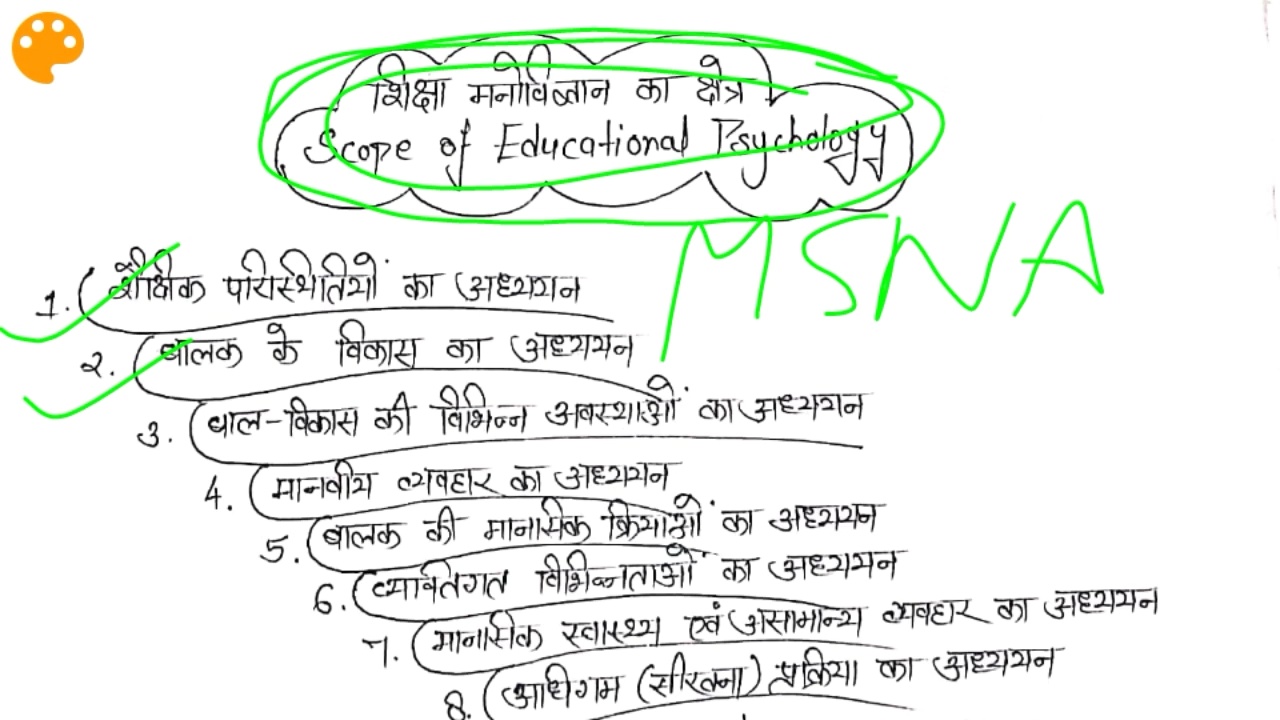 शिक्षा मनोविज्ञान का क्षेत्र
Scope of Educational Psychology
MSNA
1. शैक्षिक परिस्थितियों का अध्ययन
2. बालक के विकास का अध्ययन
3. बाल-विकास की विभिन्न अवस्थाओं का अध्ययन
4. मानवीय व्यवहार का अध्ययन
5. बालक की मानसिक क्रियाओं का अध्ययन
6. व्यक्तिगत विभिन्नताओं का अध्ययन
7. मानसिक स्वास्थ्य एवं असामान्य व्यवहार का अध्ययन
8. अधिगम (सीखना) प्रक्रिया का अध्ययन